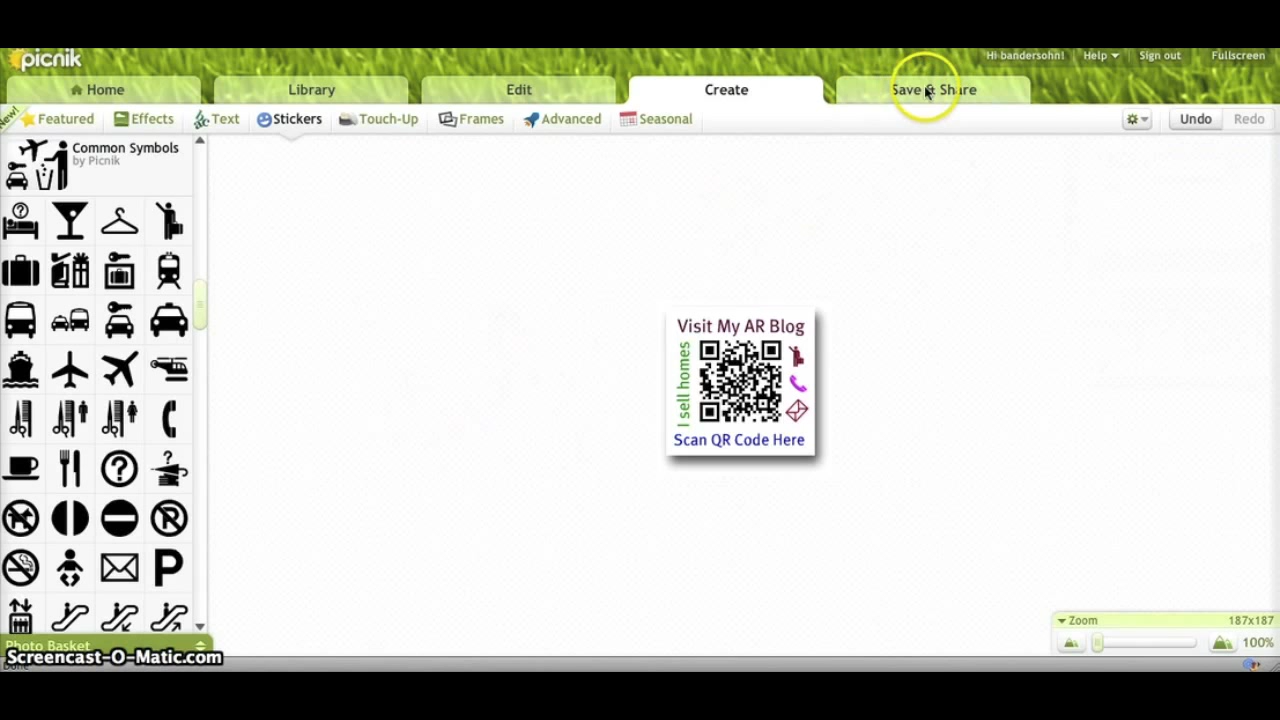 picnik
Hi bandersohn!
Help
Sign out
Fullscreen
Home
Library
Edit
Create
Save & Share
New!
Featured
Effects
Text
Stickers
Touch-Up
Frames
Advanced
Seasonal
Undo
Redo
Common Symbols
by Picnik
Visit My AR Blog
I sell homes
Scan QR Code Here
P
Zoom
187x187
100%
Photo Basket
Screencast-O-Matic.com
Done